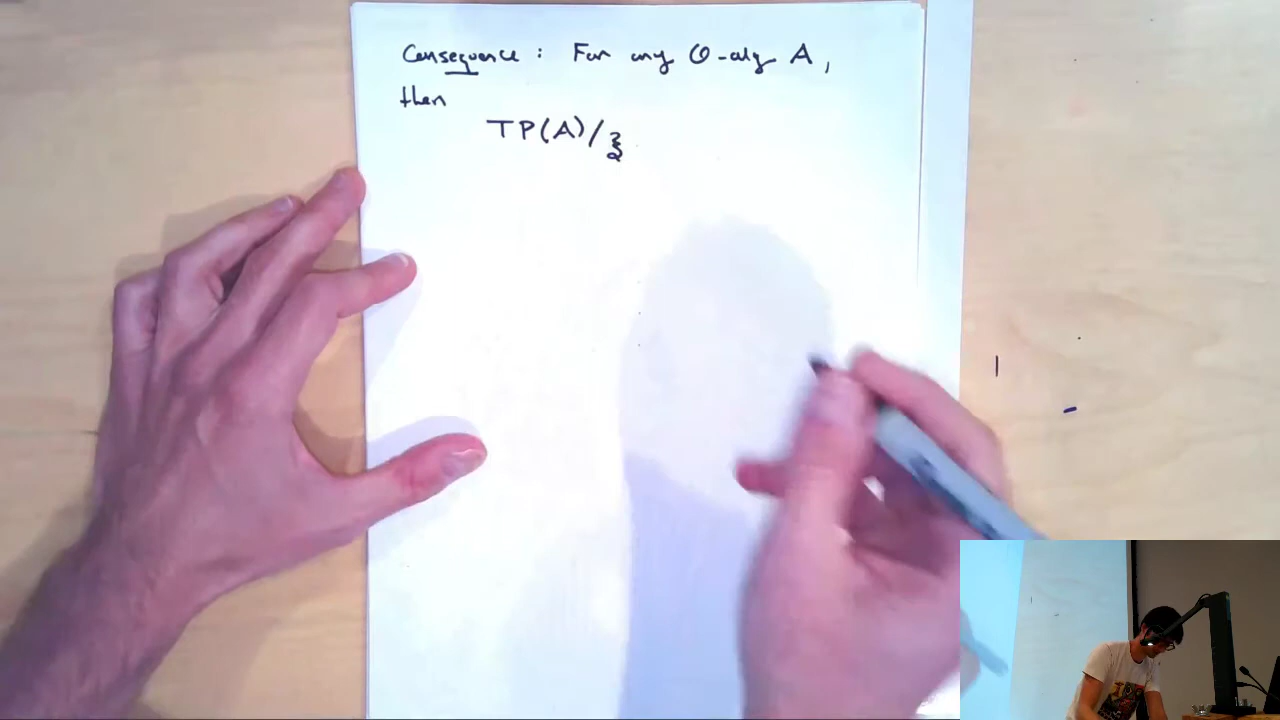 Consequence : For any O-alg A,
then
TP(A)/ξ